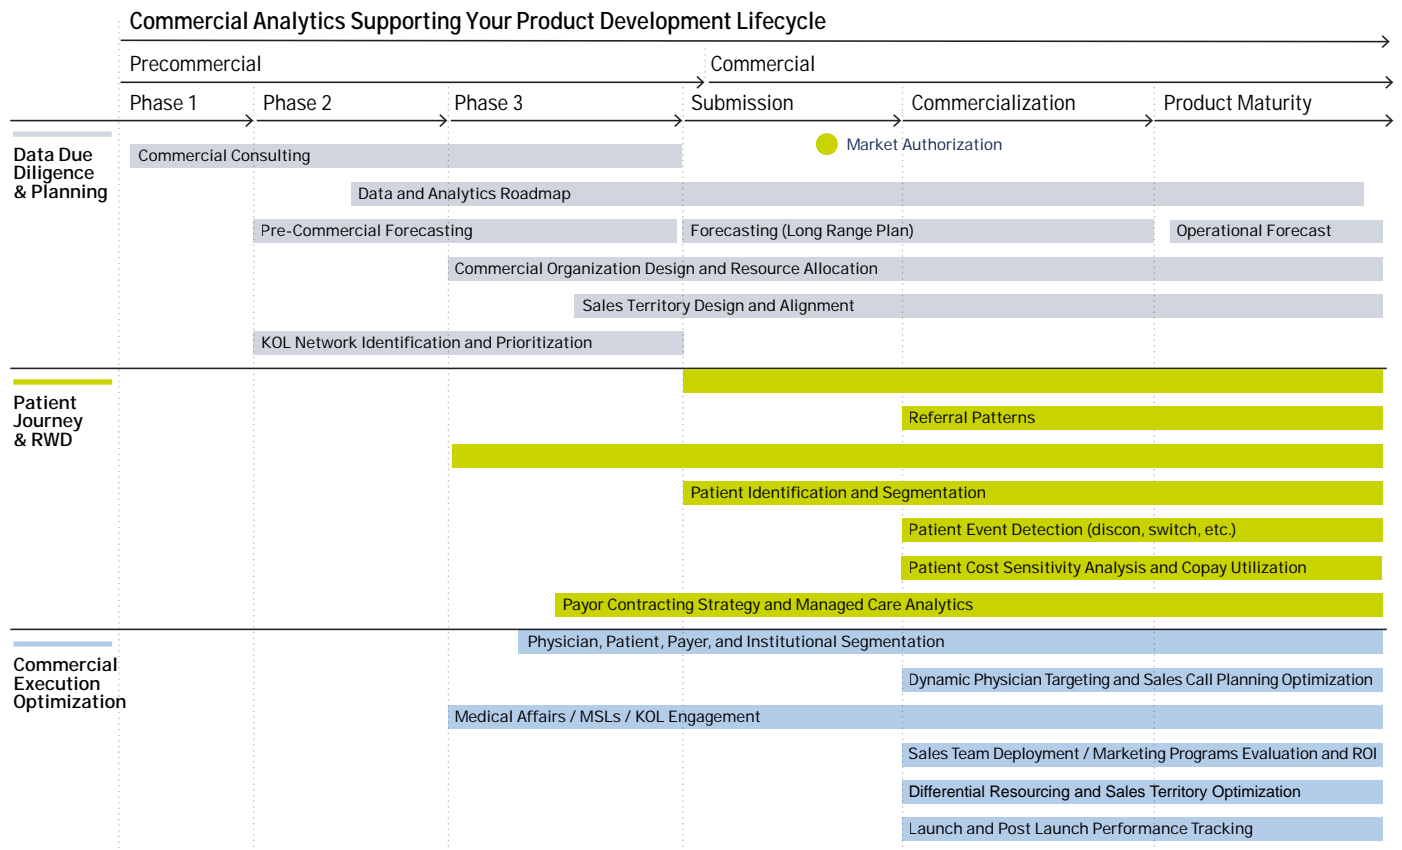 Commercial Analytics Supporting Your Product Development Lifecycle
Precommercial
Commercial
Phase 1
Phase 2
Phase 3
Submission
Commercialization
Product Maturity
Market Authorization
Data Due
Diligence
& Planning
Commercial Consulting
Data and Analytics Roadmap
Pre-Commercial Forecasting
Forecasting (Long Range Plan)
Operational Forecast
Commercial Organization Design and Resource Allocation
Sales Territory Design and Alignment
KOL Network Identification and Prioritization
Patient
Journey
& RWD
Referral Patterns
Patient Identification and Segmentation
Patient Event Detection (discon, switch, etc.)
Patient Cost Sensitivity Analysis and Copay Utilization
Payor Contracting Strategy and Managed Care Analytics
Commercial
Execution
Optimization
Physician, Patient, Payer, and Institutional Segmentation
Dynamic Physician Targeting and Sales Call Planning Optimization
Medical Affairs / MSLs / KOL Engagement
Sales Team Deployment / Marketing Programs Evaluation and ROI
Differential Resourcing and Sales Territory Optimization
Launch and Post Launch Performance Tracking